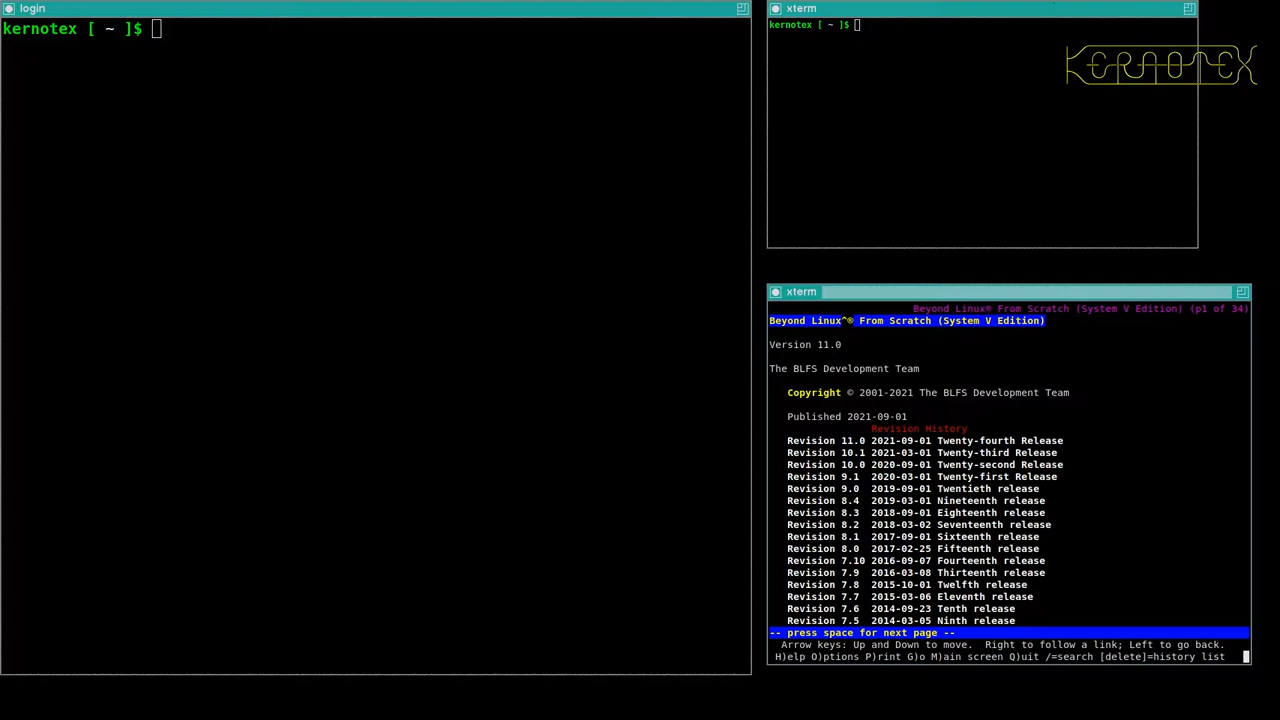 login
kernotex [ ~ ]$
xterm
kernotex [ ~ ]$
KERNOTEX
xterm
Beyond Linux® From Scratch (System V Edition) (p1 of 34)
Beyond Linux^® From Scratch (System V Edition)
Version 11.0
The BLFS Development Team
Copyright © 2001-2021 The BLFS Development Team
Published 2021-09-01
Revision History
Revision 11.0 2021-09-01 Twenty-fourth Release
Revision 10.1 2021-03-01 Twenty-third Release
Revision 10.0 2020-09-01 Twenty-second Release
Revision 9.1 2020-03-01 Twenty-first Release
Revision 9.0 2019-09-01 Twentieth release
Revision 8.4 2019-03-01 Nineteenth release
Revision 8.3 2018-09-01 Eighteenth release
Revision 8.2 2018-03-02 Seventeenth release
Revision 8.1 2017-09-01 Sixteenth release
Revision 8.0 2017-02-25 Fifteenth release
Revision 7.10 2016-09-07 Fourteenth release
Revision 7.9 2016-03-08 Thirteenth release
Revision 7.8 2015-10-01 Twelfth release
Revision 7.7 2015-03-06 Eleventh release
Revision 7.6 2014-09-23 Tenth release
Revision 7.5 2014-03-05 Ninth release
-- press space for next page --
Arrow keys: Up and Down to move. Right to follow a link; Left to go back.
H)elp O)ptions P)rint G)o M)ain screen Q)uit /=search [delete]=history list